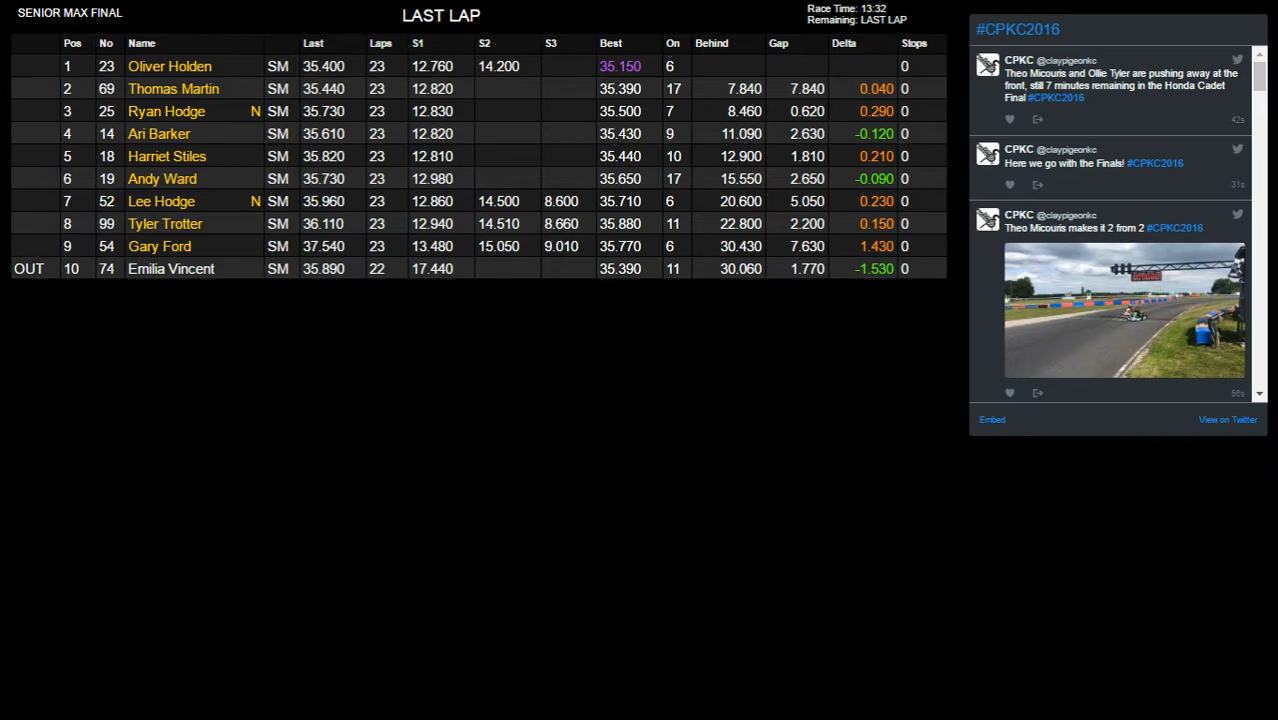 SENIOR MAX FINAL
LAST LAP
Race Time: 13:32
Remaining: LAST LAP
Pos No Name Last Laps S1 S2 S3 Best On Behind Gap Delta Stops
1 23 Oliver Holden SM 35.400 23 12.760 14.200 35.150 6 0
2 69 Thomas Martin SM 35.440 23 12.820 35.390 17 7.840 7.840 0.040 0
3 25 Ryan Hodge N SM 35.730 23 12.830 35.500 7 8.460 0.620 0.290 0
4 14 Ari Barker SM 35.610 23 12.820 35.430 9 11.090 2.630 -0.120 0
5 18 Harriet Stiles SM 35.820 23 12.810 35.440 10 12.900 1.810 0.210 0
6 19 Andy Ward SM 35.730 23 12.980 35.650 17 15.550 2.650 -0.090 0
7 52 Lee Hodge N SM 35.960 23 12.860 14.500 8.600 35.710 6 20.600 5.050 0.230 0
8 99 Tyler Trotter SM 36.110 23 12.940 14.510 8.660 35.880 11 22.800 2.200 0.150 0
9 54 Gary Ford SM 37.540 23 13.480 15.050 9.010 35.770 6 30.430 7.630 1.430 0
OUT 10 74 Emilia Vincent SM 35.890 22 17.440 35.390 11 30.060 1.770 -1.530 0
#CPKC2016
CPKC @claypigeonkc
Theo Micouris and Ollie Tyler are pushing away at the
front, still 7 minutes remaining in the Honda Cadet
Final #CPKC2016
42s
CPKC @claypigeonkc
Here we go with the Finals! #CPKC2016
31s
CPKC @claypigeonkc
Theo Micouris makes it 2 from 2 #CPKC2016
56s
Embed View on Twitter